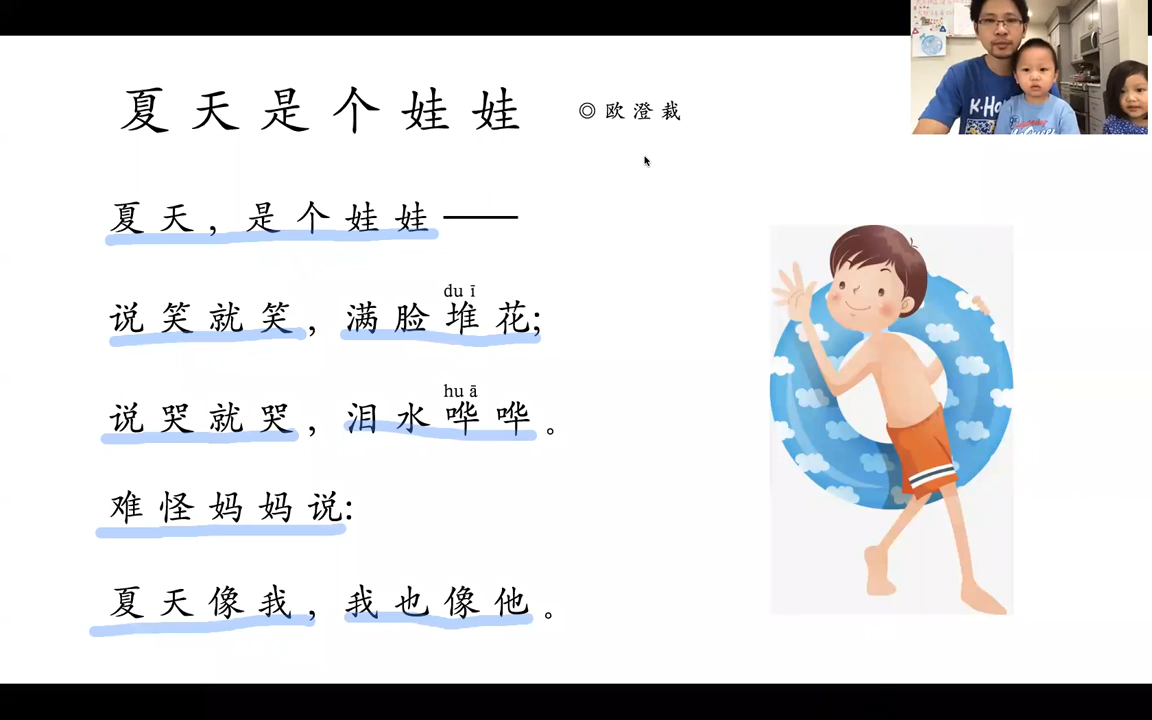 夏天是个娃娃 ◎欧澄裁
夏天，是个娃娃——
duī
说笑就笑，满脸堆花;
huā
说哭就哭，泪水哗哗。
难怪妈妈说:
夏天像我，我也像他。
K·Ho